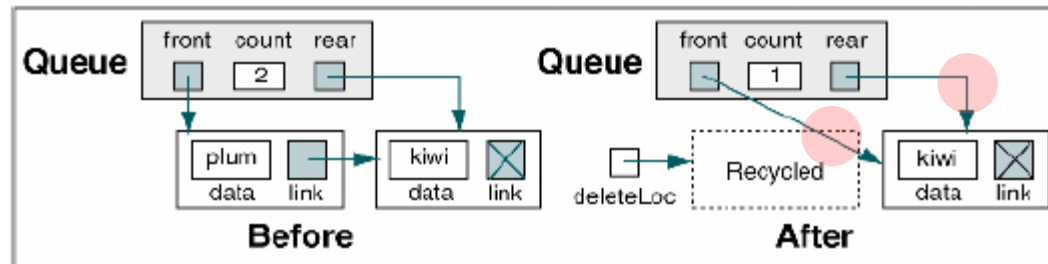 front count rear front count rear
Queue 2 Queue 1
plum kiwi Recycled kiwi
data link data link deleteLoc data link
Before After